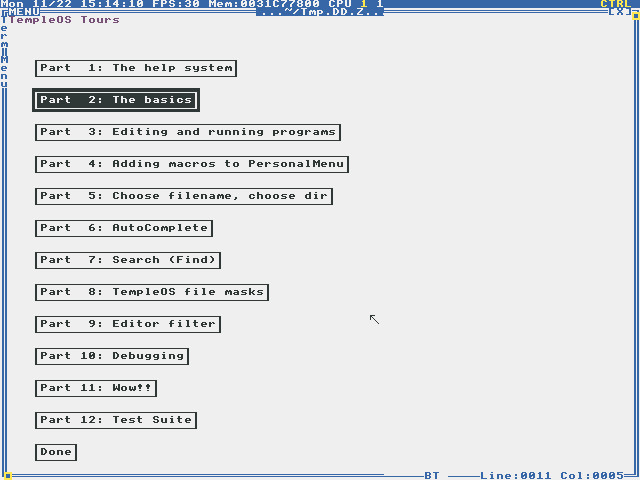 Mon 11/22 15:14:10 FPS:30 Mem:0031C77800 CPU 1 1 CTRL
MENU ...~/Tmp.DD.Z.. [X]
TempleOS Tours
Term Menu
Part  1: The help system
Part  2: The basics
Part  3: Editing and running programs
Part  4: Adding macros to PersonalMenu
Part  5: Choose filename, choose dir
Part  6: AutoComplete
Part  7: Search (Find)
Part  8: TempleOS file masks
Part  9: Editor filter
Part 10: Debugging
Part 11: Wow!!
Part 12: Test Suite
Done
BT Line:0011 Col:0005